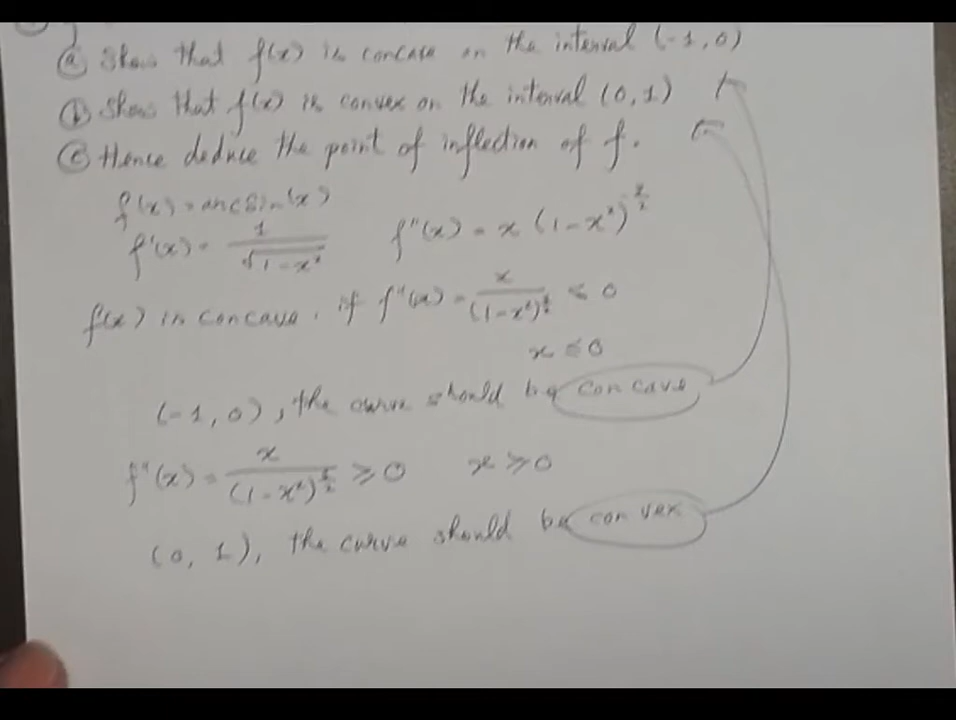 ⓐ Show that f(x) is concave on the interval (-1, 0)
ⓑ Show that f(x) is convex on the interval (0, 1)
ⓒ Hence deduce the point of inflection of f.
f(x) = arcsin(x)
f'(x) = 1/√(1-x²) f''(x) = x (1-x²)^(-3/2)
f(x) is concave, if f''(x) = x/(1-x²)^(3/2) ≤ 0
x ≤ 0
(-1, 0), the curve should be concave
f''(x) = x/(1-x²)^(3/2) ≥ 0 x ≥ 0
(0, 1), the curve should be convex